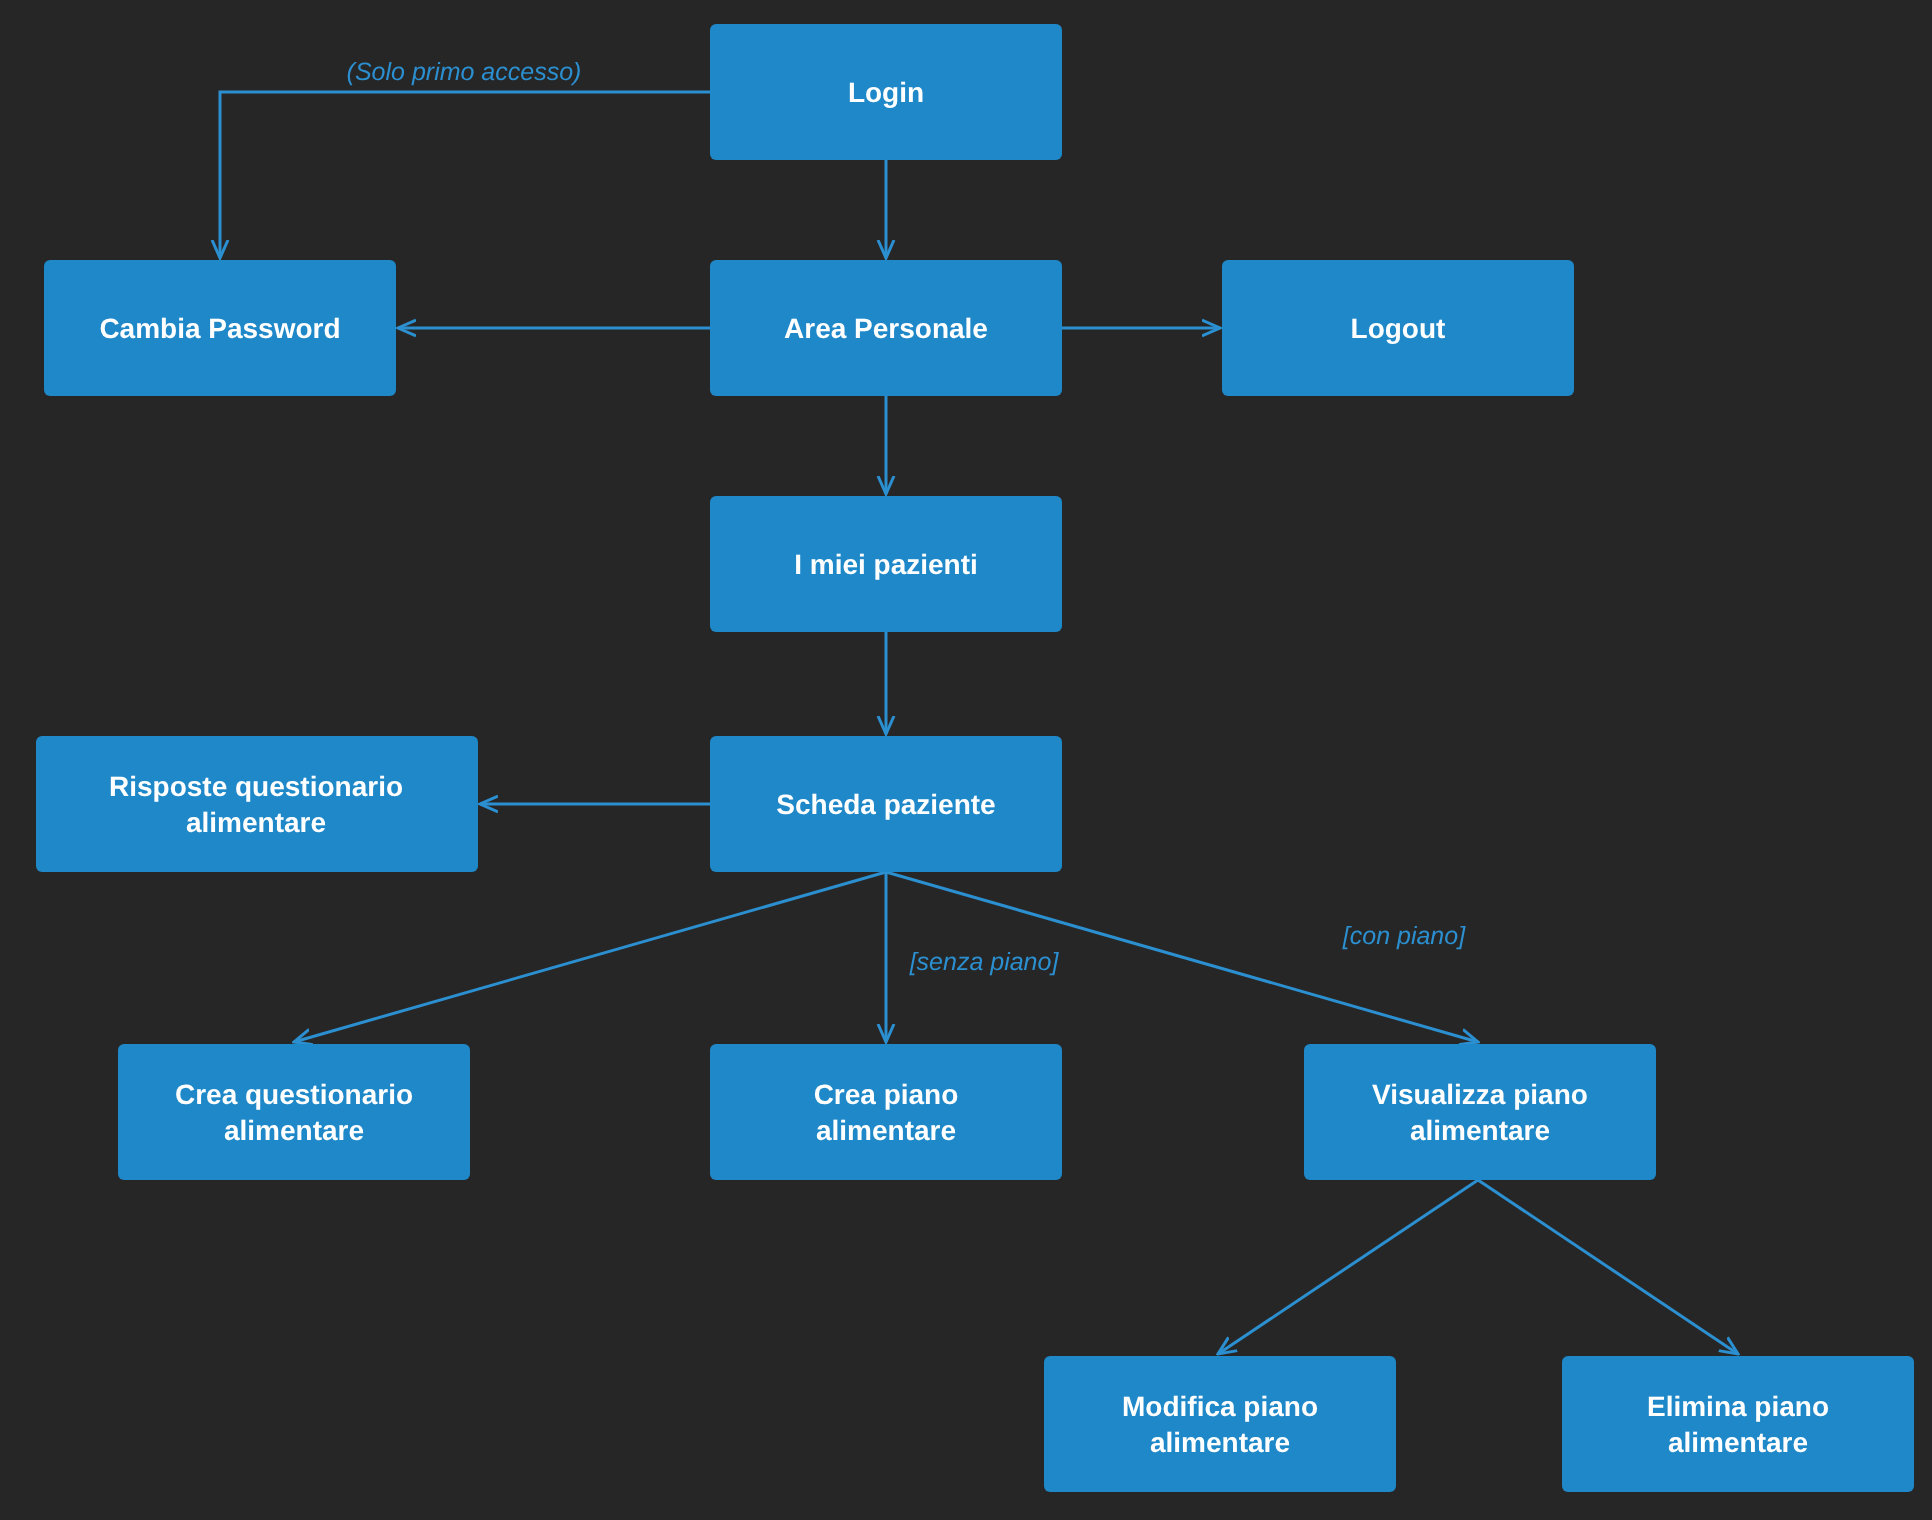 (Solo primo accesso)
Login
Cambia Password
Area Personale
Logout
I miei pazienti
Risposte questionario
alimentare
Scheda paziente
[con piano]
[senza piano]
Crea questionario
alimentare
Crea piano
alimentare
Visualizza piano
alimentare
Modifica piano
alimentare
Elimina piano
alimentare